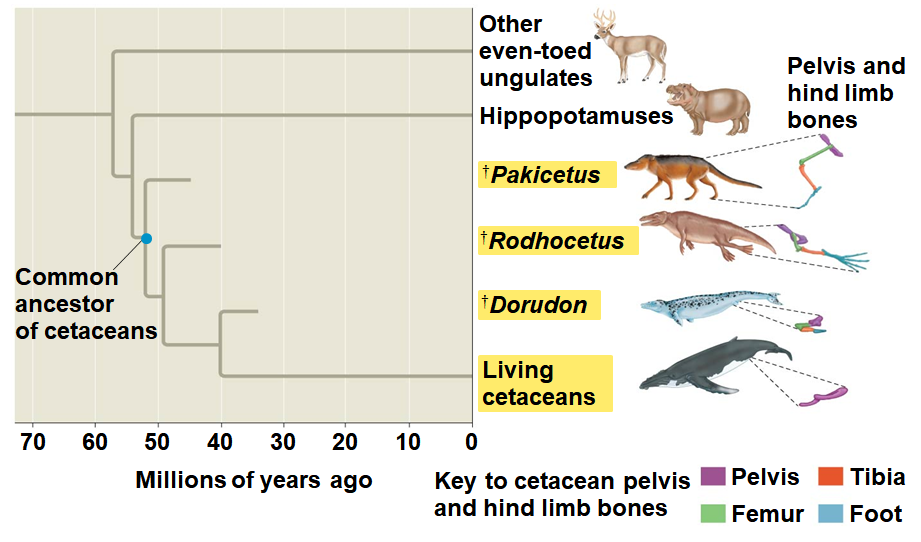 Other
even-toed
ungulates
Pelvis and
hind limb
bones
Hippopotamuses
†Pakicetus
†Rodhocetus
Common
ancestor
of cetaceans
†Dorudon
Living
cetaceans
70 60 50 40 30 20 10 0
Millions of years ago
Key to cetacean pelvis
and hind limb bones
Pelvis Tibia
Femur Foot